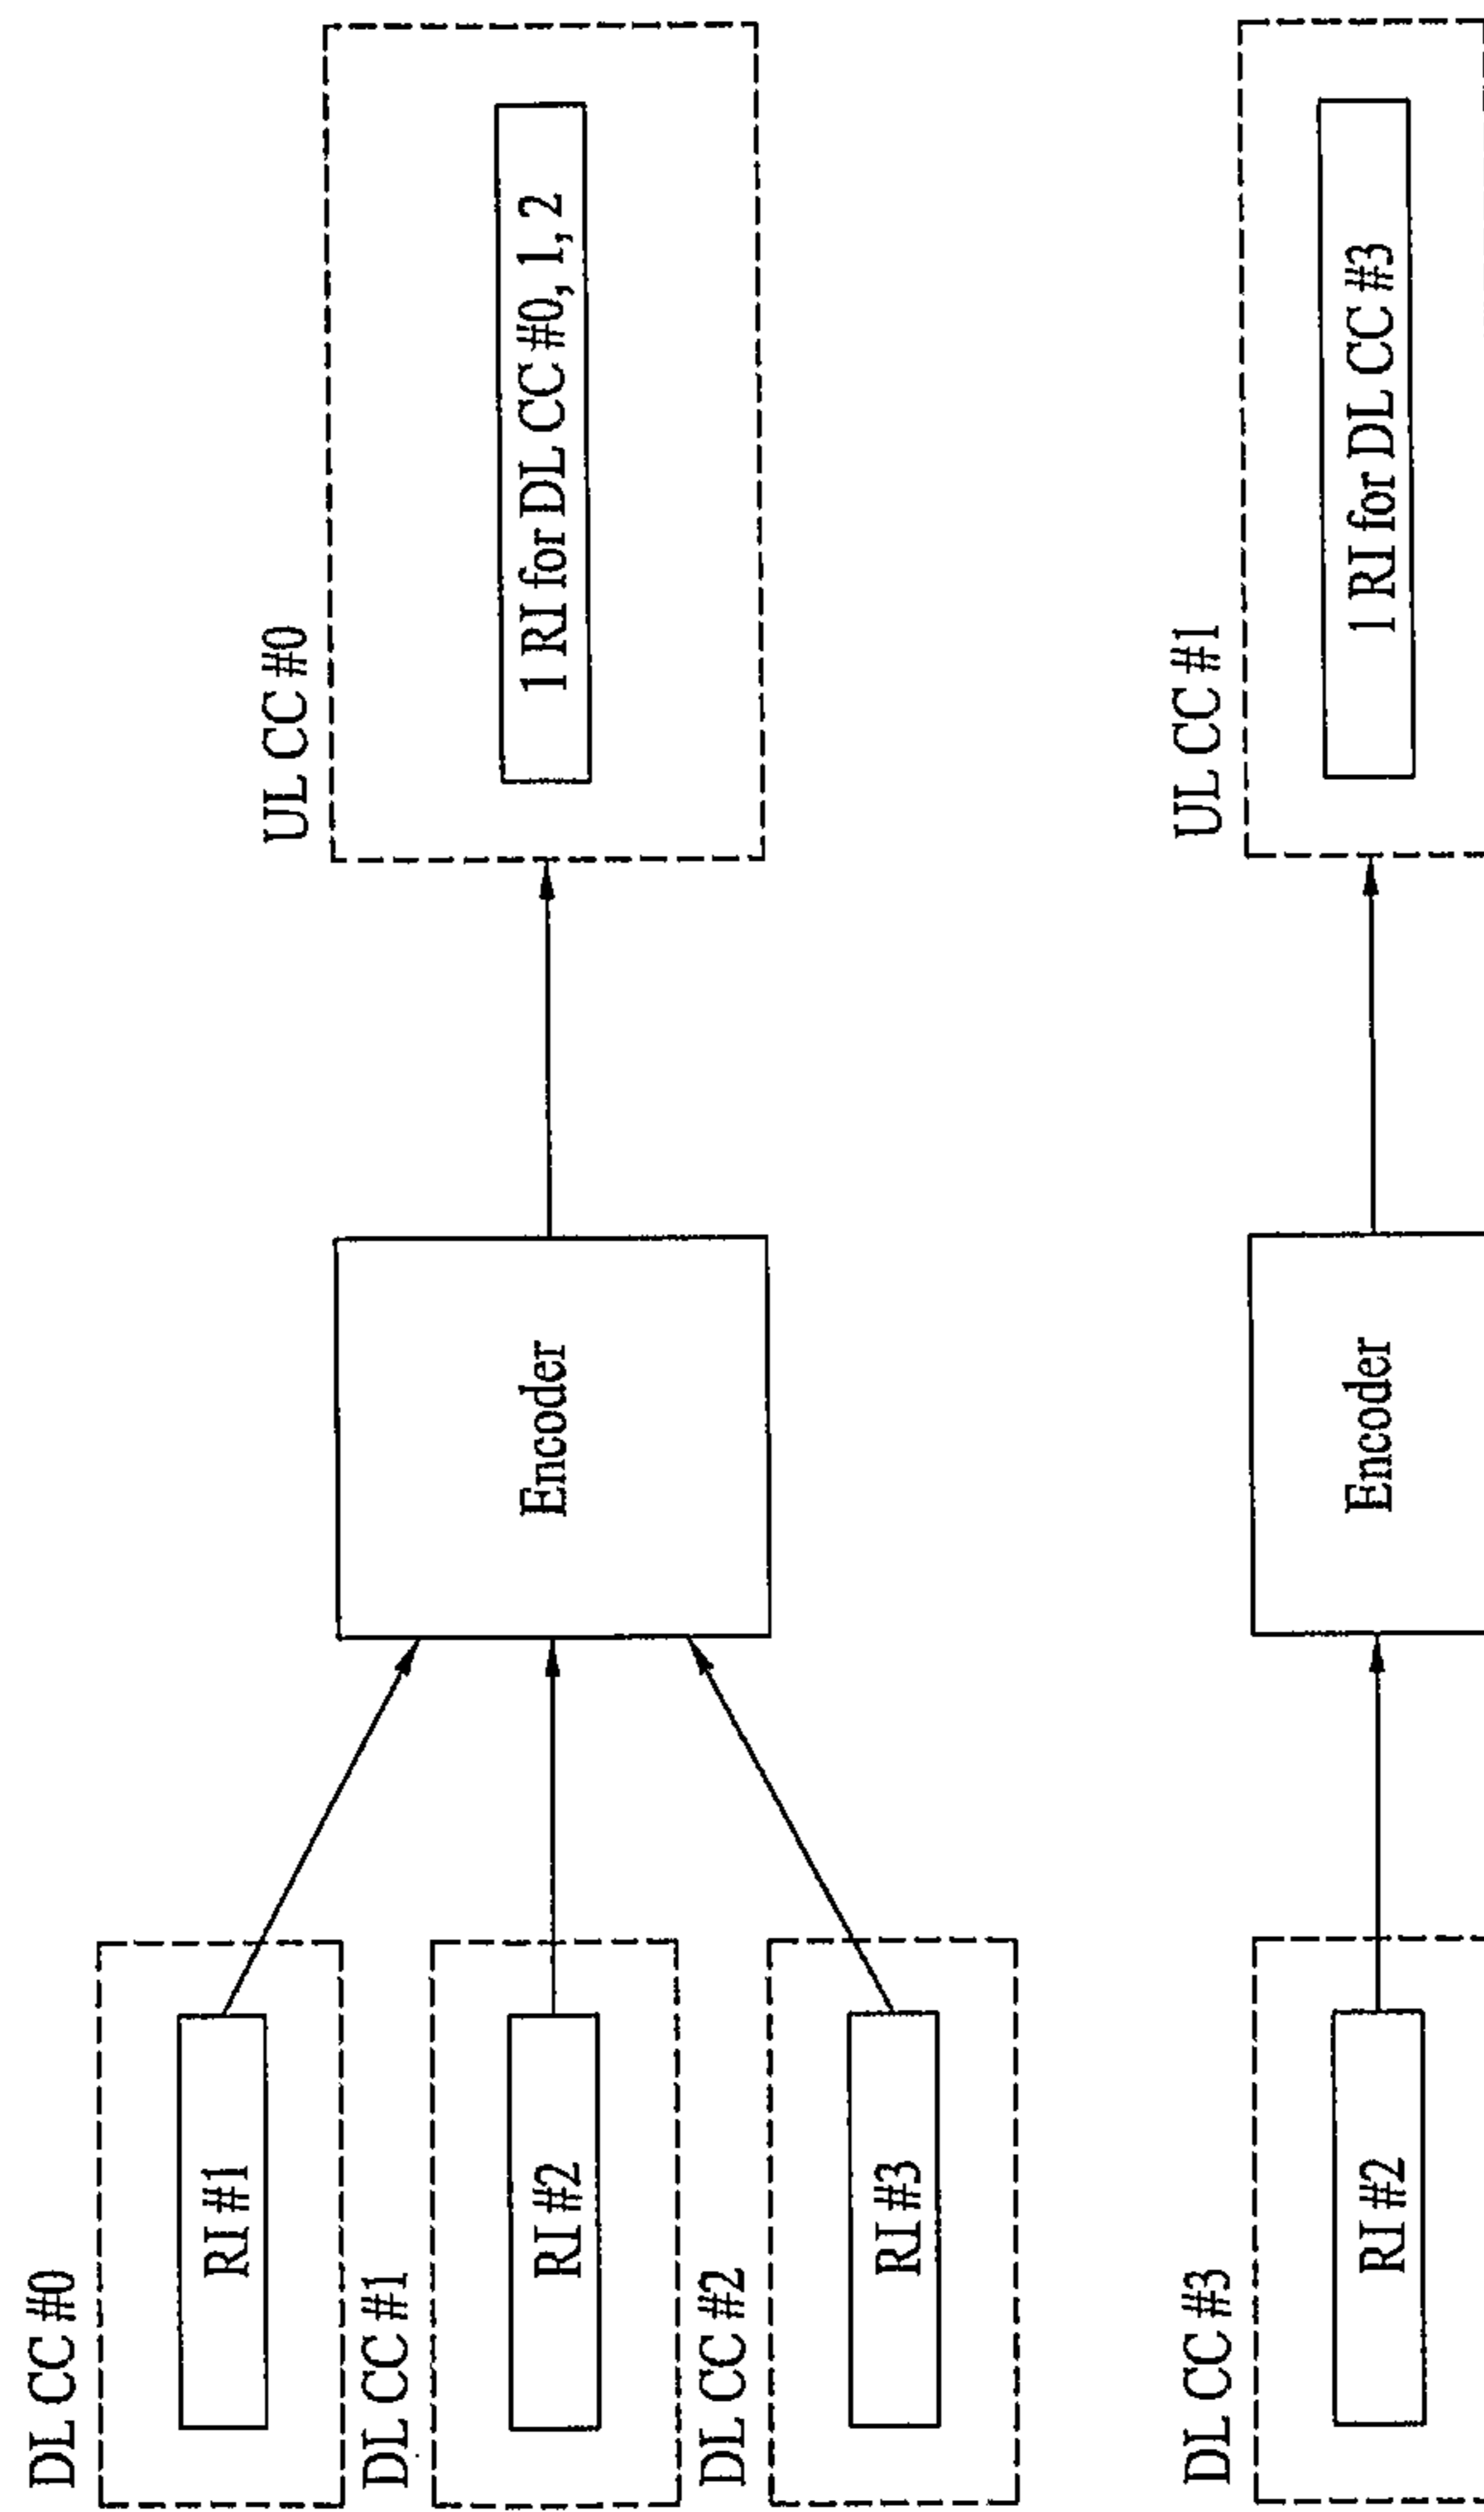 DL CC #0
RI #1
DL CC #1
RI #2
DL CC #2
RI #3
Encoder
UL CC #0
1 RI for DL CC #0, 1, 2
DL CC #3
RI #2
Encoder
UL CC #1
1 RI for DL CC #3